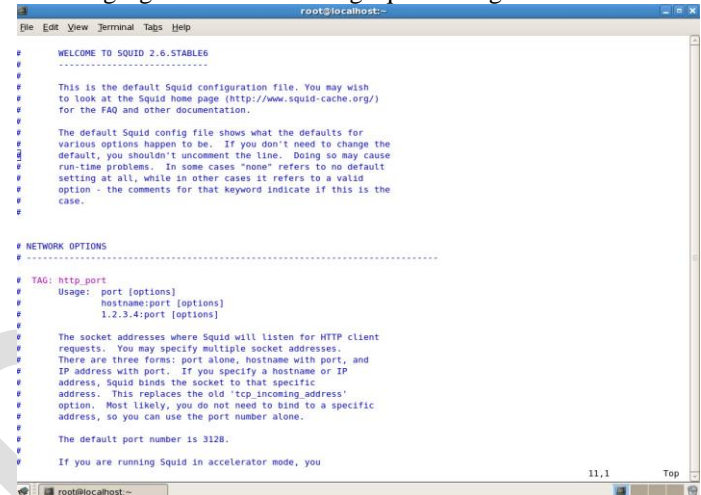 root@localhost:~
File Edit View Terminal Tabs Help
# WELCOME TO SQUID 2.6.STABLE6
# ----------------------------
#
# This is the default Squid configuration file. You may wish
# to look at the Squid home page (http://www.squid-cache.org/)
# for the FAQ and other documentation.
#
# The default Squid config file shows what the defaults for
# various options happen to be. If you don't need to change the
# default, you shouldn't uncomment the line. Doing so may cause
# run-time problems. In some cases "none" refers to no default
# setting at all, while in other cases it refers to a valid
# option - the comments for that keyword indicate if this is the
# case.
#
# NETWORK OPTIONS
# -----------------------------------------------------------------------------
# TAG: http_port
# Usage: port [options]
# hostname:port [options]
# 1.2.3.4:port [options]
#
# The socket addresses where Squid will listen for HTTP client
# requests. You may specify multiple socket addresses.
# There are three forms: port alone, hostname with port, and
# IP address with port. If you specify a hostname or IP
# address, Squid binds the socket to that specific
# address. This replaces the old 'tcp_incoming_address'
# option. Most likely, you do not need to bind to a specific
# address, so you can use the port number alone.
#
# The default port number is 3128.
#
# If you are running Squid in accelerator mode, you
11,1 Top
root@localhost:~